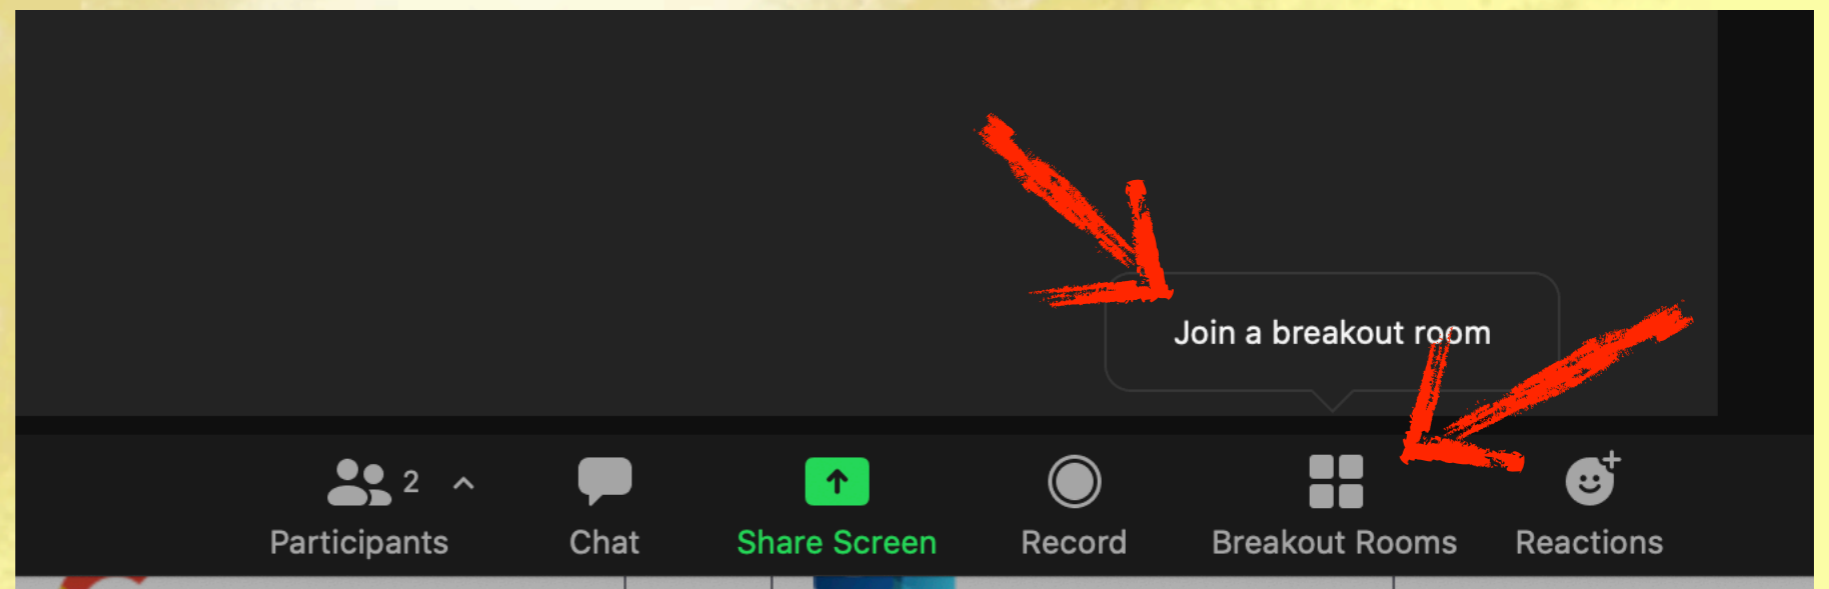 Join a breakout room
2
Participants
Chat
Share Screen
Record
Breakout Rooms
Reactions